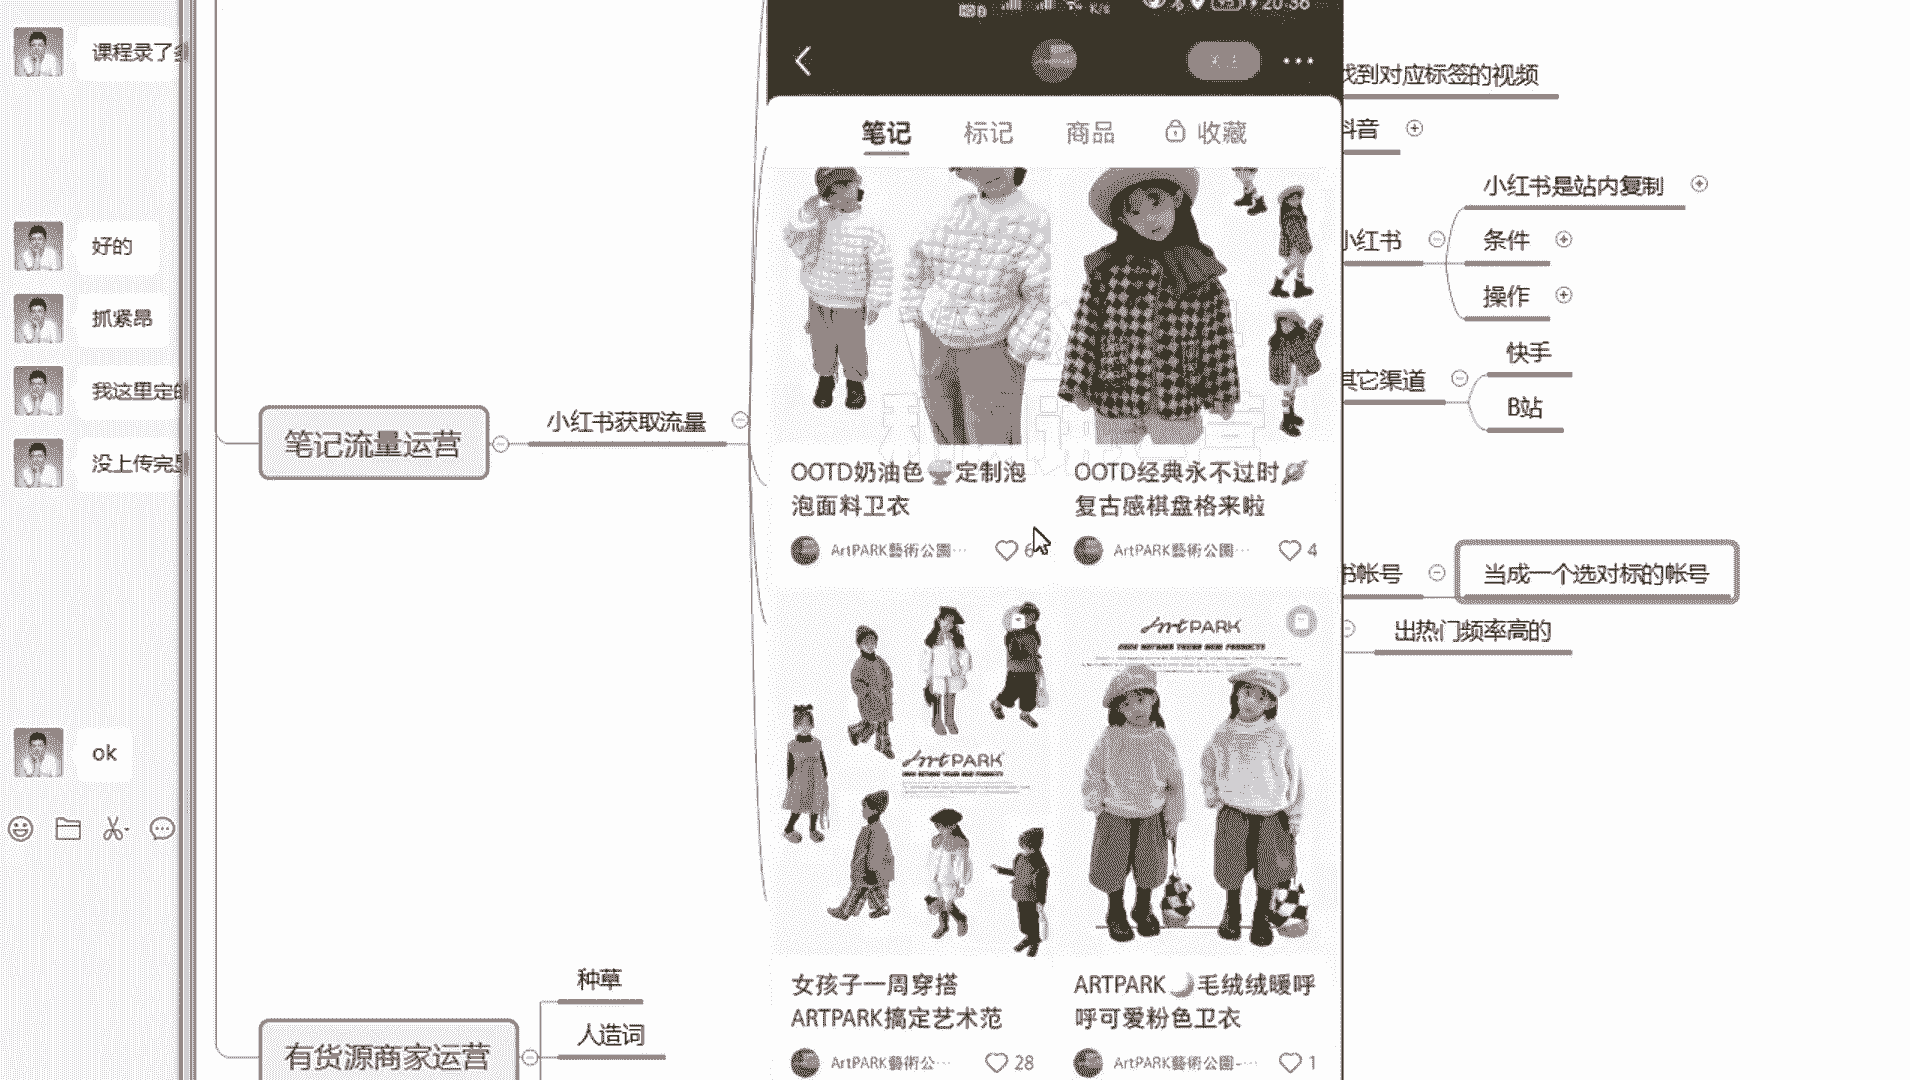 课程录了
好的
抓紧昂
我这里定
没上传完
ok
笔记流量运营
小红书获取流量
有货源商家运营
种草
人造词
20:36
笔记
标记
商品
收藏
OOTD奶油色定制泡
泡面料卫衣
ArtPARK藝術公園…
6
OOTD经典永不过时
复古感棋盘格来啦
ArtPARK藝術公園…
4
ArtPARK
ArtPARK
女孩子一周穿搭
ARTPARK搞定艺术范
ArtPARK藝術公…
28
ARTPARK毛绒绒暖呼
呼可爱粉色卫衣
ArtPARK藝術公園-…
1
找到对应标签的视频
抖音
小红书
小红书是站内复制
条件
操作
其它渠道
快手
B站
书帐号
当成一个选对标的帐号
出热门频率高的